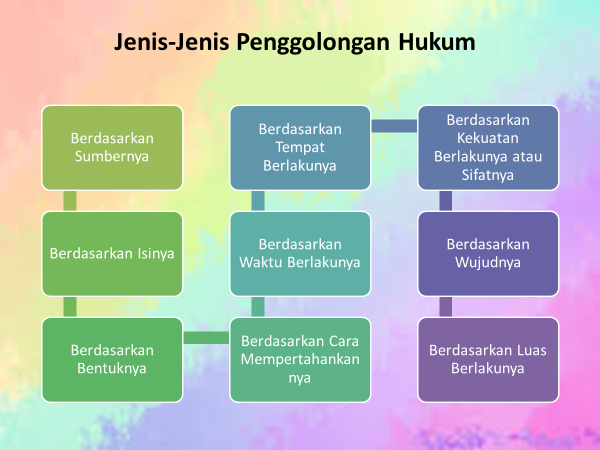 Jenis-Jenis Penggolongan Hukum
Berdasarkan
Sumbernya
Berdasarkan Isinya
Berdasarkan
Bentuknya
Berdasarkan Cara
Mempertahankan
nya
Berdasarkan
Waktu Berlakunya
Berdasarkan
Tempat
Berlakunya
Berdasarkan
Kekuatan
Berlakunya atau
Sifatnya
Berdasarkan
Wujudnya
Berdasarkan Luas
Berlakunya